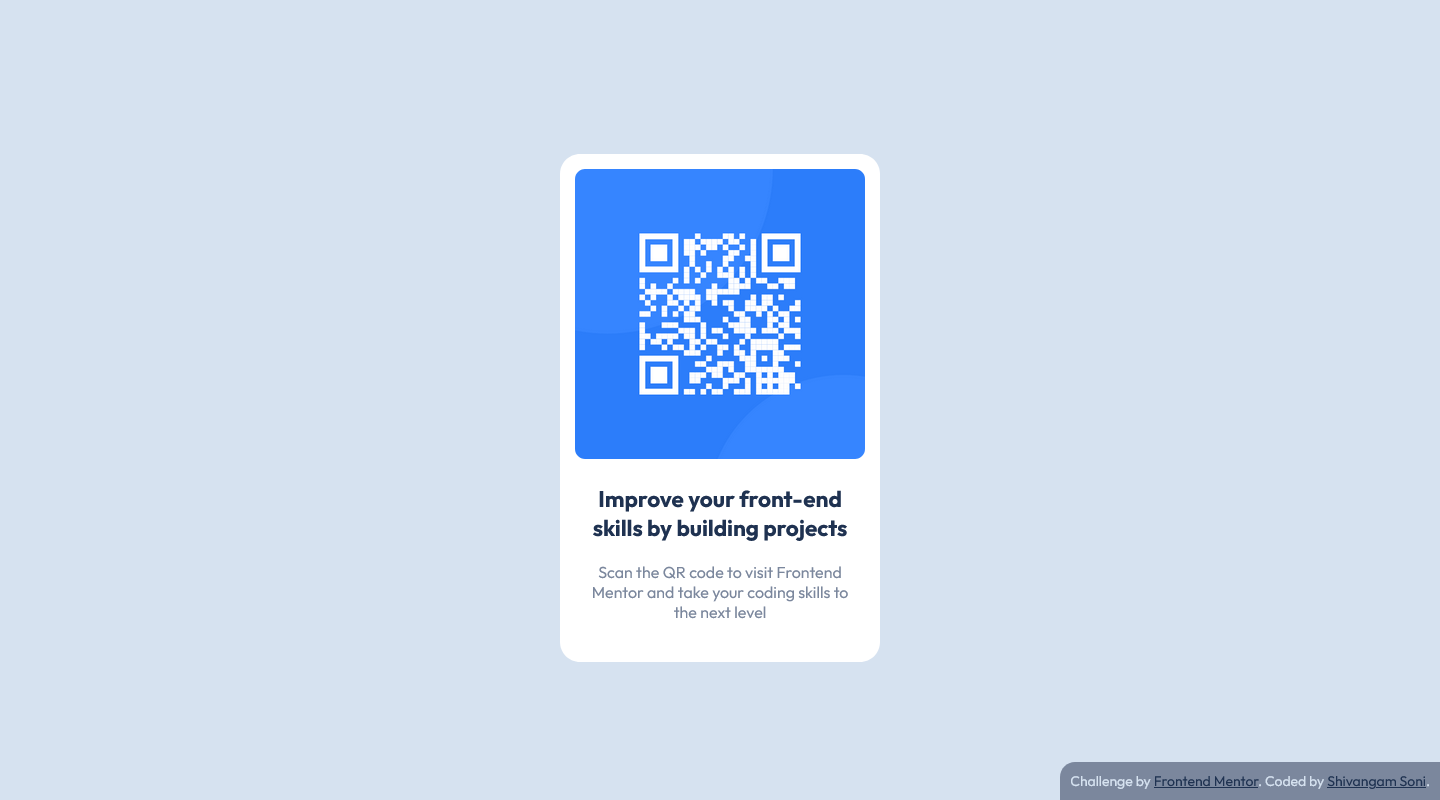 Improve your front-end
skills by building projects
Scan the QR code to visit Frontend
Mentor and take your coding skills to
the next level
Challenge by Frontend Mentor. Coded by Shivangam Soni.